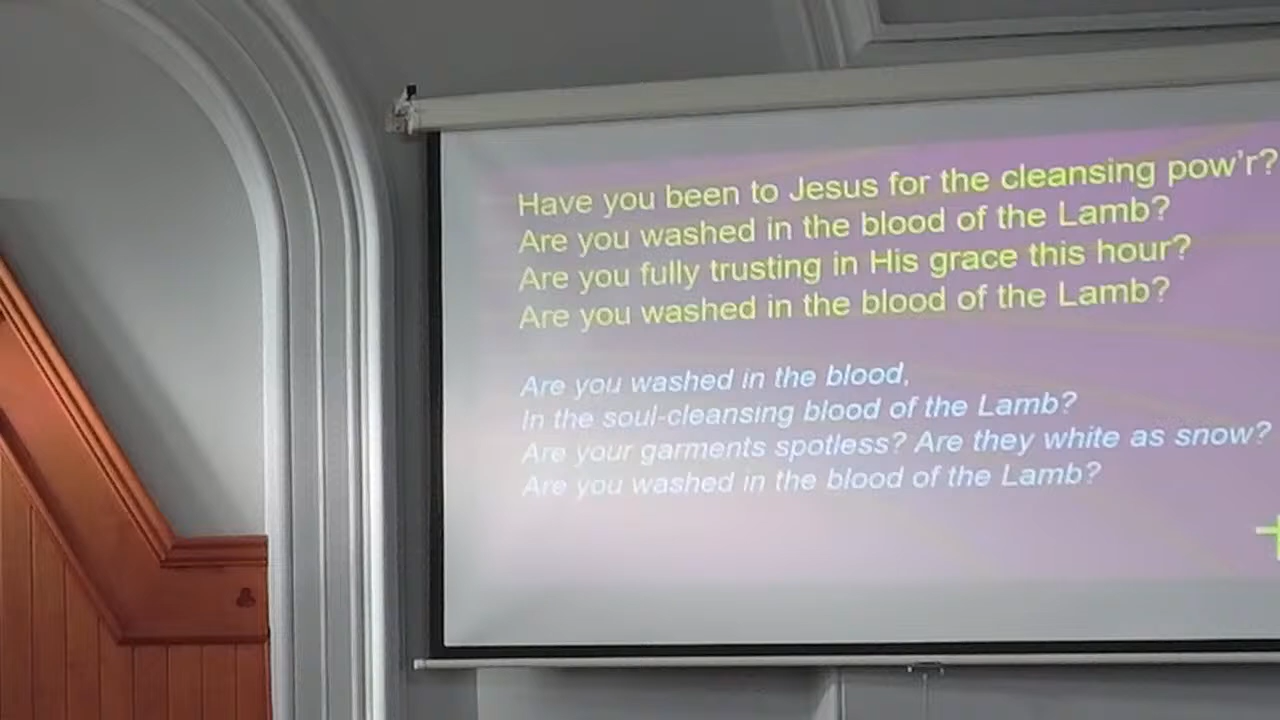 Have you been to Jesus for the cleansing pow'r?
Are you washed in the blood of the Lamb?
Are you fully trusting in His grace this hour?
Are you washed in the blood of the Lamb?
Are you washed in the blood,
In the soul-cleansing blood of the Lamb?
Are your garments spotless? Are they white as snow?
Are you washed in the blood of the Lamb?